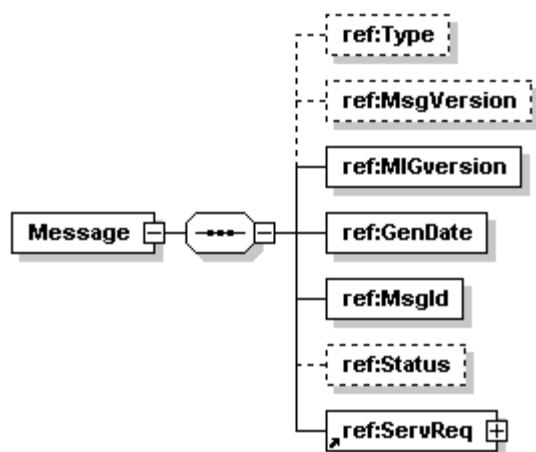 ref:Type
ref:MsgVersion
ref:MIGversion
Message
ref:GenDate
ref:MsgId
ref:Status
ref:ServReq